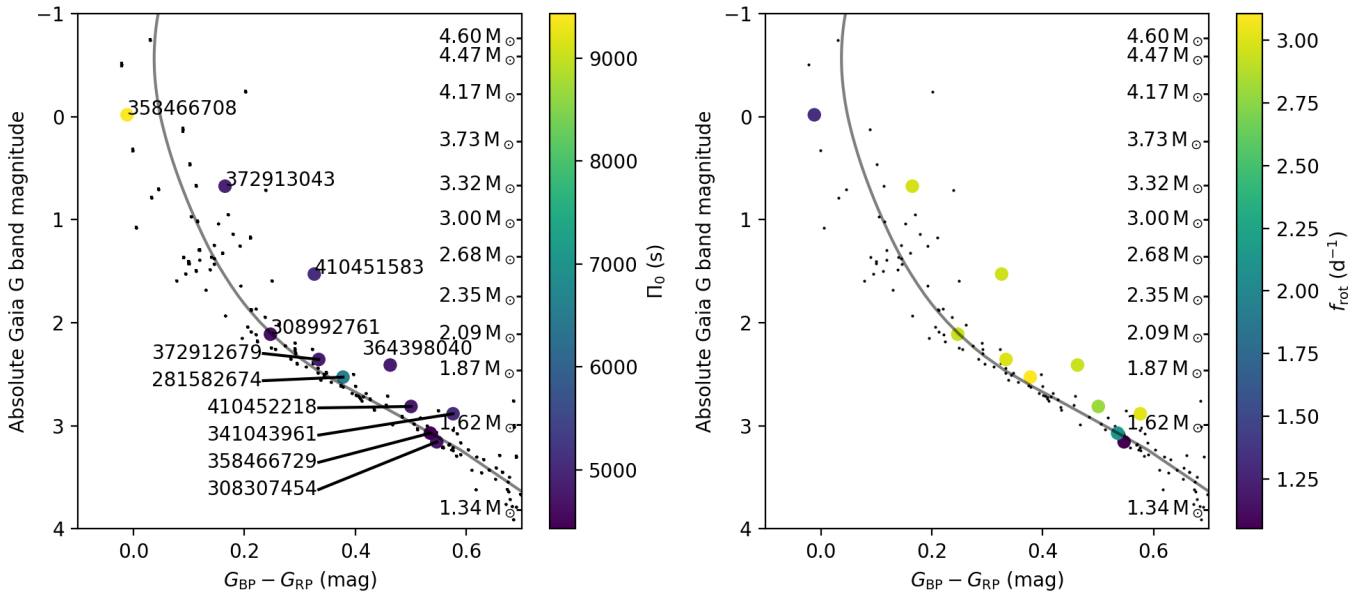 −1
0
1
2
3
4
Absolute Gaia G band magnitude
0.0
0.2
0.4
0.6
G_BP − G_RP (mag)
358466708
372913043
410451583
308992761
364398040
372912679
281582674
410452218
341043961
358466729
308307454
4.60 M⊙
4.47 M⊙
4.17 M⊙
3.73 M⊙
3.32 M⊙
3.00 M⊙
2.68 M⊙
2.35 M⊙
2.09 M⊙
1.87 M⊙
1.62 M⊙
1.34 M⊙
9000
8000
7000
6000
5000
Π₀ (s)
−1
0
1
2
3
4
Absolute Gaia G band magnitude
0.0
0.2
0.4
0.6
G_BP − G_RP (mag)
4.60 M⊙
4.47 M⊙
4.17 M⊙
3.73 M⊙
3.32 M⊙
3.00 M⊙
2.68 M⊙
2.35 M⊙
2.09 M⊙
1.87 M⊙
1.62 M⊙
1.34 M⊙
3.00
2.75
2.50
2.25
2.00
1.75
1.50
1.25
f_rot (d⁻¹)